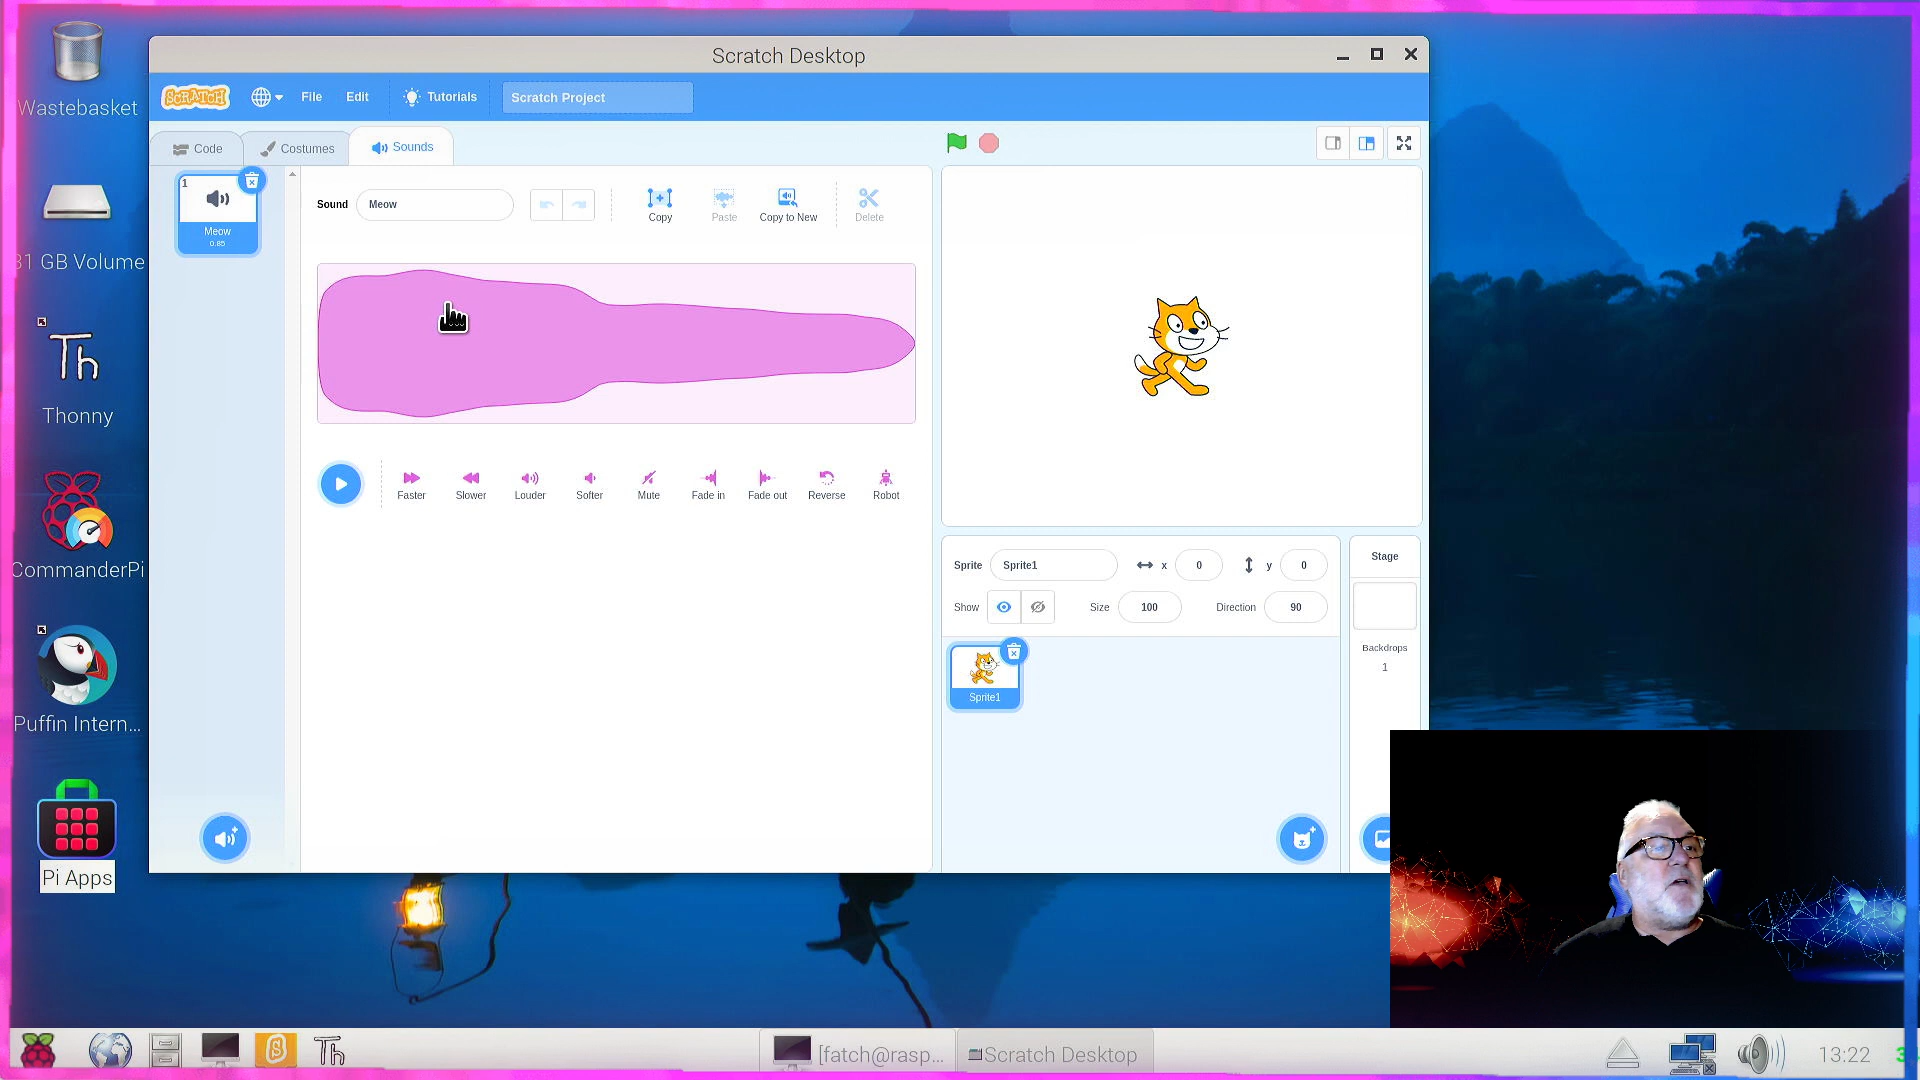 Wastebasket
31 GB Volume
Th
Thonny
CommanderPi
Puffin Intern...
Pi Apps
Scratch Desktop
SCRATCH
File
Edit
Tutorials
Scratch Project
Code
Costumes
Sounds
1
Meow
0.85
Sound
Meow
Copy
Paste
Copy to New
Delete
Faster
Slower
Louder
Softer
Mute
Fade in
Fade out
Reverse
Robot
Sprite
Sprite1
x
0
y
0
Show
Size
100
Direction
90
Sprite1
Stage
Backdrops
1
Th
[fatch@rasp...
Scratch Desktop
13:22